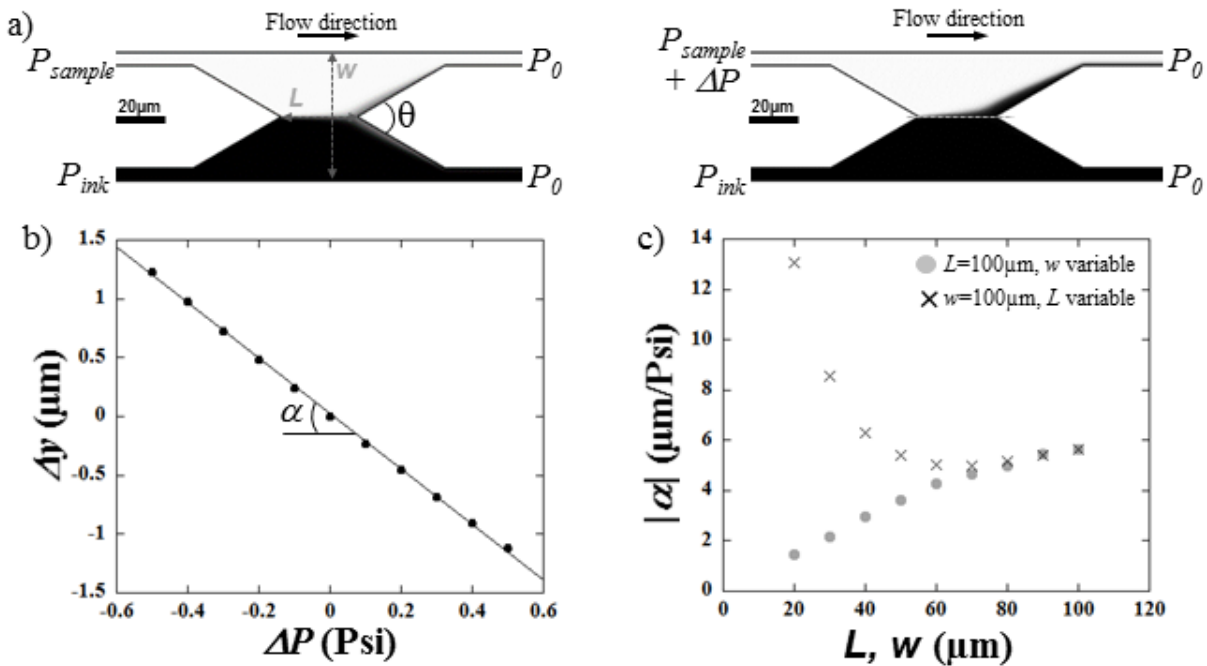 a)
Flow direction
P_sample
w
L
θ
20μm
P_ink
P_0
P_0
Flow direction
P_sample
+ ΔP
20μm
P_ink
P_0
P_0
b)
1.5
1
0.5
0
-0.5
-1
-1.5
Δy (μm)
α
-0.6 -0.4 -0.2 0 0.2 0.4 0.6
ΔP (Psi)
c)
14
12
10
8
6
4
2
0
|α| (μm/Psi)
L=100μm, w variable
w=100μm, L variable
0 20 40 60 80 100 120
L, w (μm)